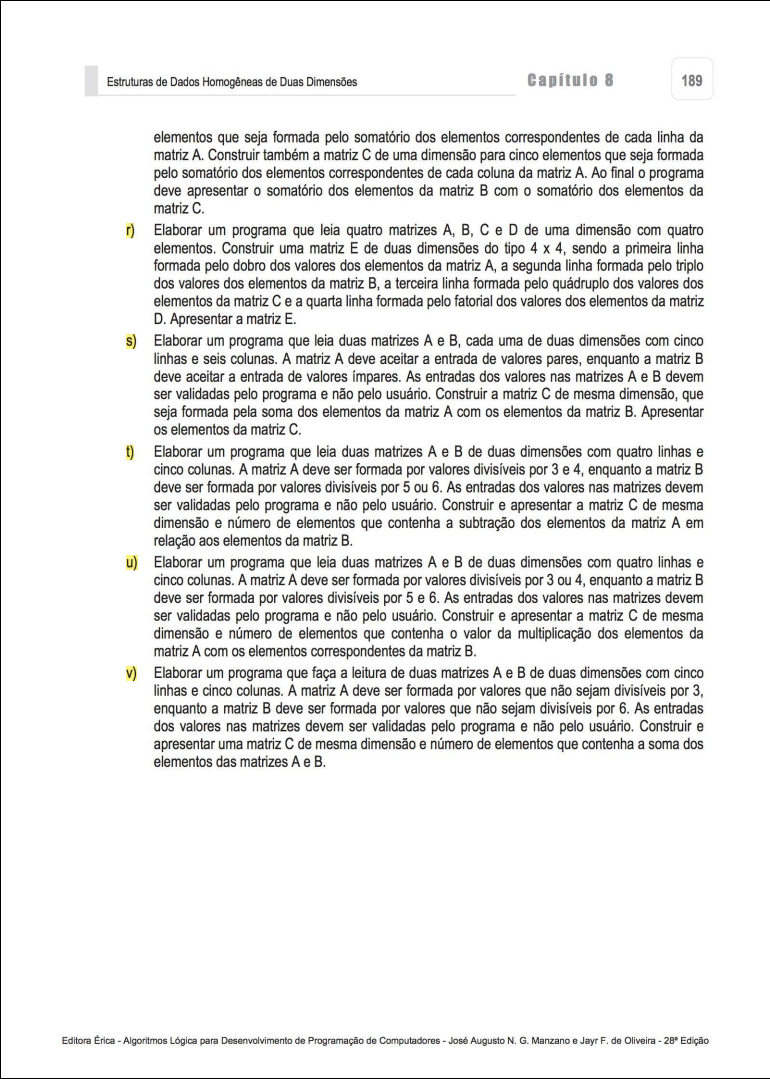 Estruturas de Dados Homogêneas de Duas Dimensões Capítulo 8 189
elementos que seja formada pelo somatório dos elementos correspondentes de cada linha da
matriz A. Construir também a matriz C de uma dimensão para cinco elementos que seja formada
pelo somatório dos elementos correspondentes de cada coluna da matriz A. Ao final o programa
deve apresentar o somatório dos elementos da matriz B com o somatório dos elementos da
matriz C.
r) Elaborar um programa que leia quatro matrizes A, B, C e D de uma dimensão com quatro
elementos. Construir uma matriz E de duas dimensões do tipo 4 x 4, sendo a primeira linha
formada pelo dobro dos valores dos elementos da matriz A, a segunda linha formada pelo triplo
dos valores dos elementos da matriz B, a terceira linha formada pelo quádruplo dos valores dos
elementos da matriz C e a quarta linha formada pelo fatorial dos valores dos elementos da matriz
D. Apresentar a matriz E.
s) Elaborar um programa que leia duas matrizes A e B, cada uma de duas dimensões com cinco
linhas e seis colunas. A matriz A deve aceitar a entrada de valores pares, enquanto a matriz B
deve aceitar a entrada de valores ímpares. As entradas dos valores nas matrizes A e B devem
ser validadas pelo programa e não pelo usuário. Construir a matriz C de mesma dimensão, que
seja formada pela soma dos elementos da matriz A com os elementos da matriz B. Apresentar
os elementos da matriz C.
t) Elaborar um programa que leia duas matrizes A e B de duas dimensões com quatro linhas e
cinco colunas. A matriz A deve ser formada por valores divisíveis por 3 e 4, enquanto a matriz B
deve ser formada por valores divisíveis por 5 ou 6. As entradas dos valores nas matrizes devem
ser validadas pelo programa e não pelo usuário. Construir e apresentar a matriz C de mesma
dimensão e número de elementos que contenha a subtração dos elementos da matriz A em
relação aos elementos da matriz B.
u) Elaborar um programa que leia duas matrizes A e B de duas dimensões com quatro linhas e
cinco colunas. A matriz A deve ser formada por valores divisíveis por 3 ou 4, enquanto a matriz B
deve ser formada por valores divisíveis por 5 e 6. As entradas dos valores nas matrizes devem
ser validadas pelo programa e não pelo usuário. Construir e apresentar a matriz C de mesma
dimensão e número de elementos que contenha o valor da multiplicação dos elementos da
matriz A com os elementos correspondentes da matriz B.
v) Elaborar um programa que faça a leitura de duas matrizes A e B de duas dimensões com cinco
linhas e cinco colunas. A matriz A deve ser formada por valores que não sejam divisíveis por 3,
enquanto a matriz B deve ser formada por valores que não sejam divisíveis por 6. As entradas
dos valores nas matrizes devem ser validadas pelo programa e não pelo usuário. Construir e
apresentar uma matriz C de mesma dimensão e número de elementos que contenha a soma dos
elementos das matrizes A e B.
Editora Érica - Algoritmos Lógica para Desenvolvimento de Programação de Computadores - José Augusto N. G. Manzano e Jayr F. de Oliveira - 28ª Edição